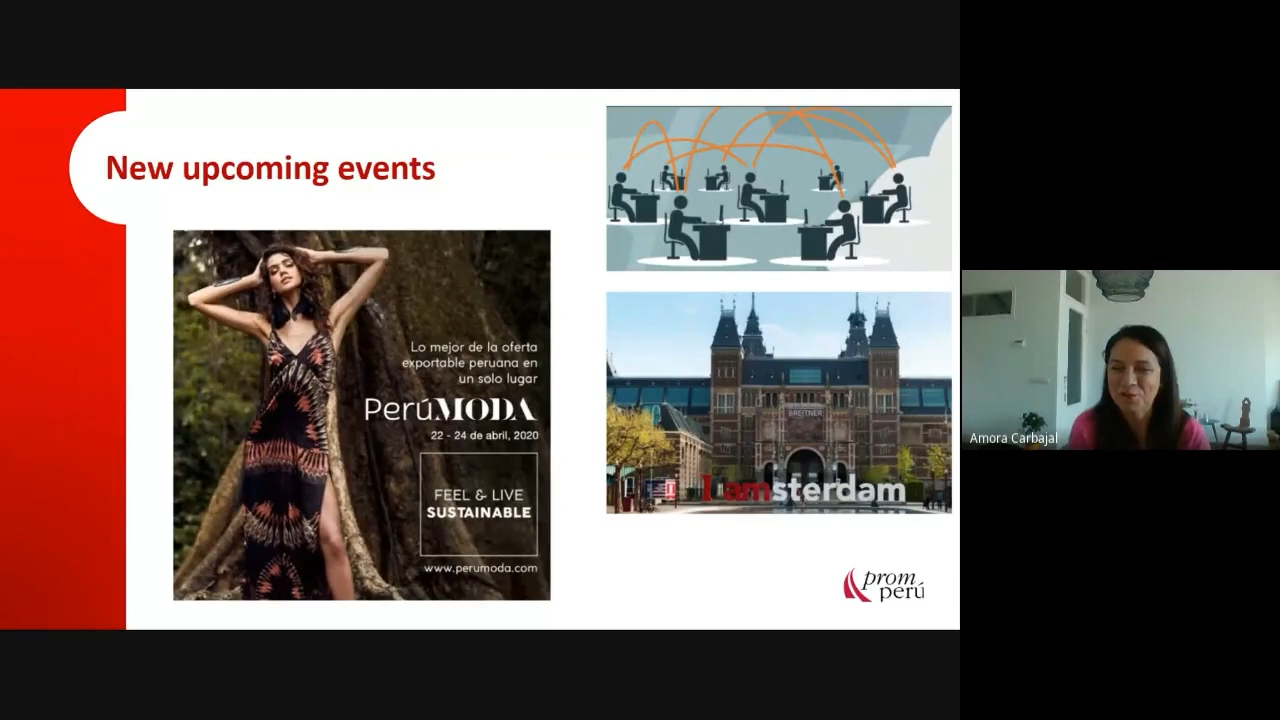 New upcoming events
Lo mejor de la oferta
exportable peruana en
un solo lugar
PerúMODA
22 - 24 de abril, 2020
FEEL & LIVE
SUSTAINABLE
www.perumoda.com
BREITNER
I amsterdam
prom
perú
Amora Carbajal